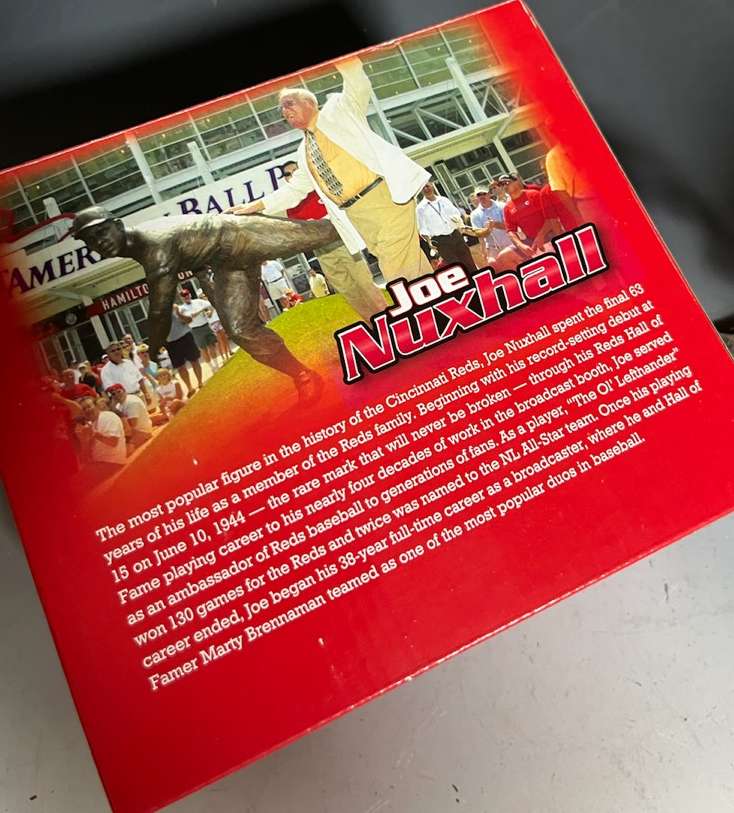 AMER
BALL P
HAMILTON
Joe
Nuxhall
The most popular figure in the history of the Cincinnati Reds, Joe Nuxhall spent the final 63
years of his life as a member of the Reds family. Beginning with his record-setting debut at
15 on June 10, 1944 — the rare mark that will never be broken — through his Reds Hall of
Fame playing career to his nearly four decades of work in the broadcast booth, Joe served
as an ambassador of Reds baseball to generations of fans. As a player, "The Ol' Lefthander"
won 130 games for the Reds and twice was named to the NL All-Star team. Once his playing
career ended, Joe began his 38-year full-time career as a broadcaster, where he and Hall of
Famer Marty Brennaman teamed as one of the most popular duos in baseball.